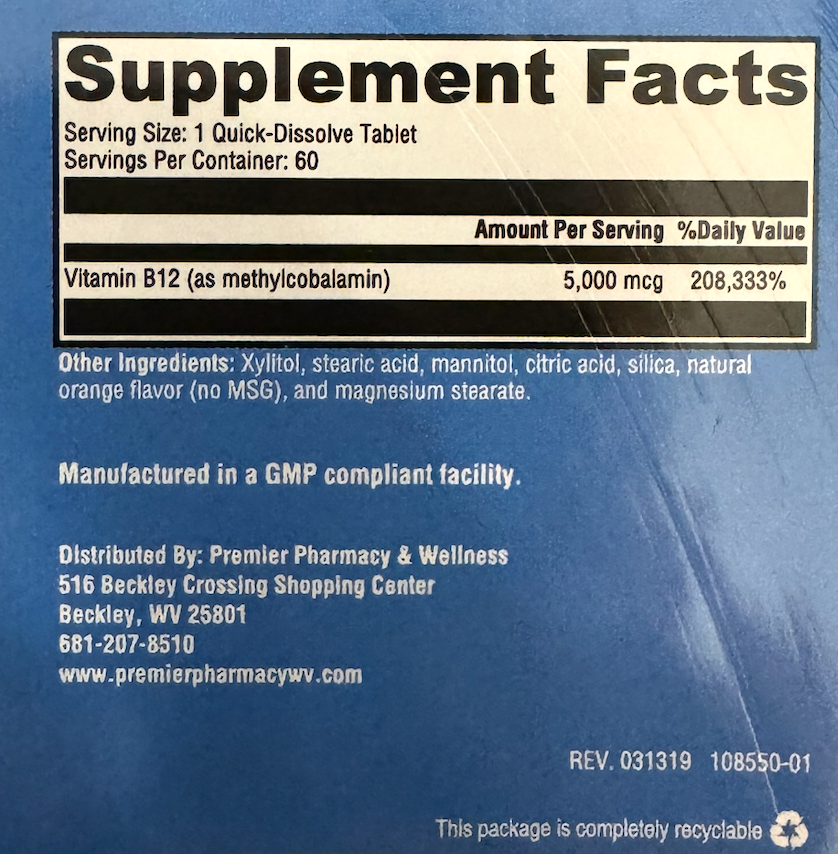 Supplement Facts
Serving Size: 1 Quick-Dissolve Tablet
Servings Per Container: 60
Amount Per Serving %Daily Value
Vitamin B12 (as methylcobalamin) 5,000 mcg 208,333%
Other Ingredients: Xylitol, stearic acid, mannitol, citric acid, silica, natural
orange flavor (no MSG), and magnesium stearate.
Manufactured in a GMP compliant facility.
Distributed By: Premier Pharmacy & Wellness
516 Beckley Crossing Shopping Center
Beckley, WV 25801
681-207-8510
www.premierpharmacywv.com
REV. 031319 108550-01
This package is completely recyclable